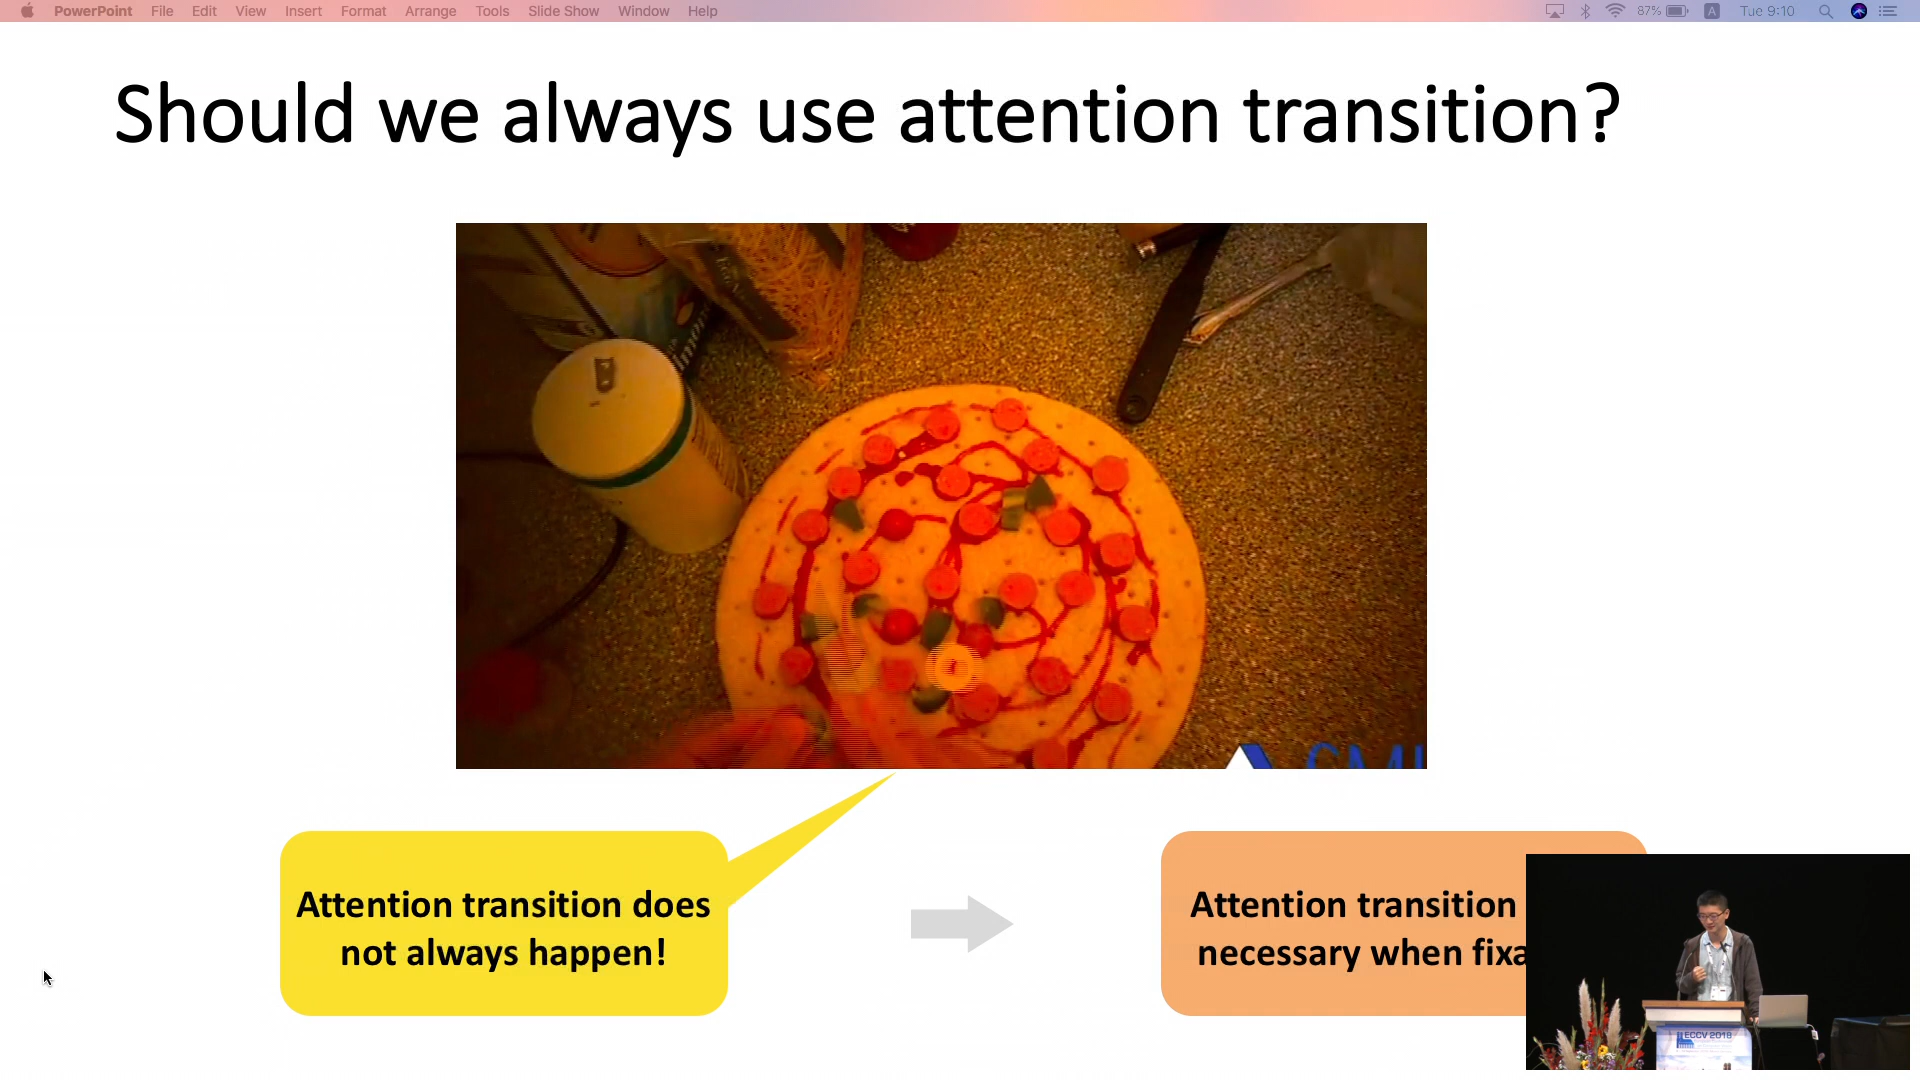 PowerPoint File Edit View Insert Format Arrange Tools Slide Show Window Help 87% A Tue 9:10
Should we always use attention transition?
Attention transition does
not always happen!
Attention transition
necessary when
ECCV 2018